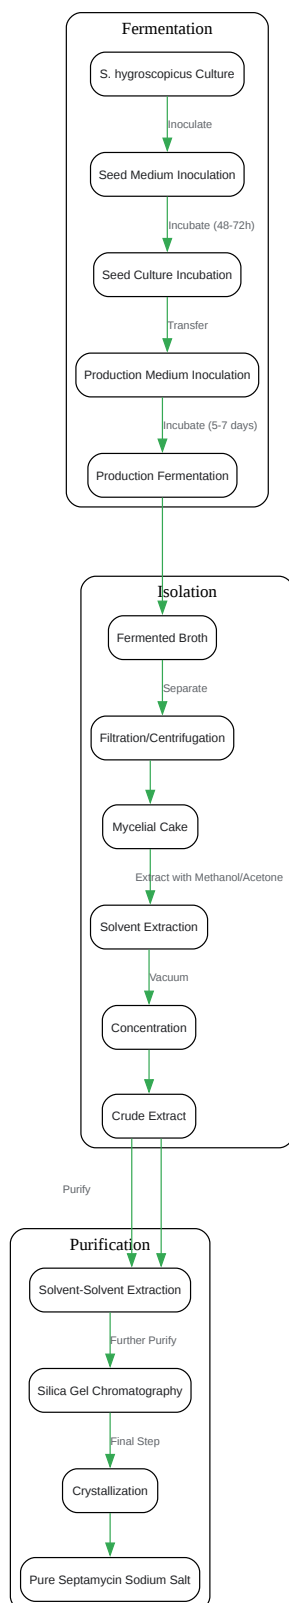 Fermentation
S. hygroscopicus Culture
Inoculate
Seed Medium Inoculation
Incubate (48-72h)
Seed Culture Incubation
Transfer
Production Medium Inoculation
Incubate (5-7 days)
Production Fermentation
Isolation
Fermented Broth
Separate
Filtration/Centrifugation
Mycelial Cake
Extract with Methanol/Acetone
Solvent Extraction
Vacuum
Concentration
Crude Extract
Purify
Purification
Solvent-Solvent Extraction
Further Purify
Silica Gel Chromatography
Final Step
Crystallization
Pure Septamycin Sodium Salt